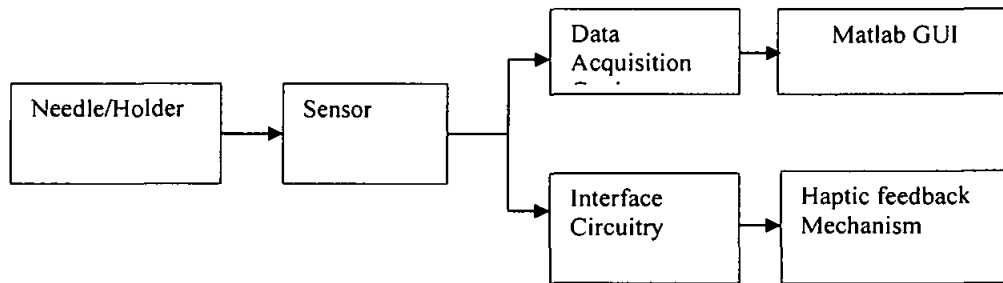 Needle/Holder
Sensor
Data
Acquisition
Matlab GUI
Interface
Circuitry
Haptic feedback
Mechanism